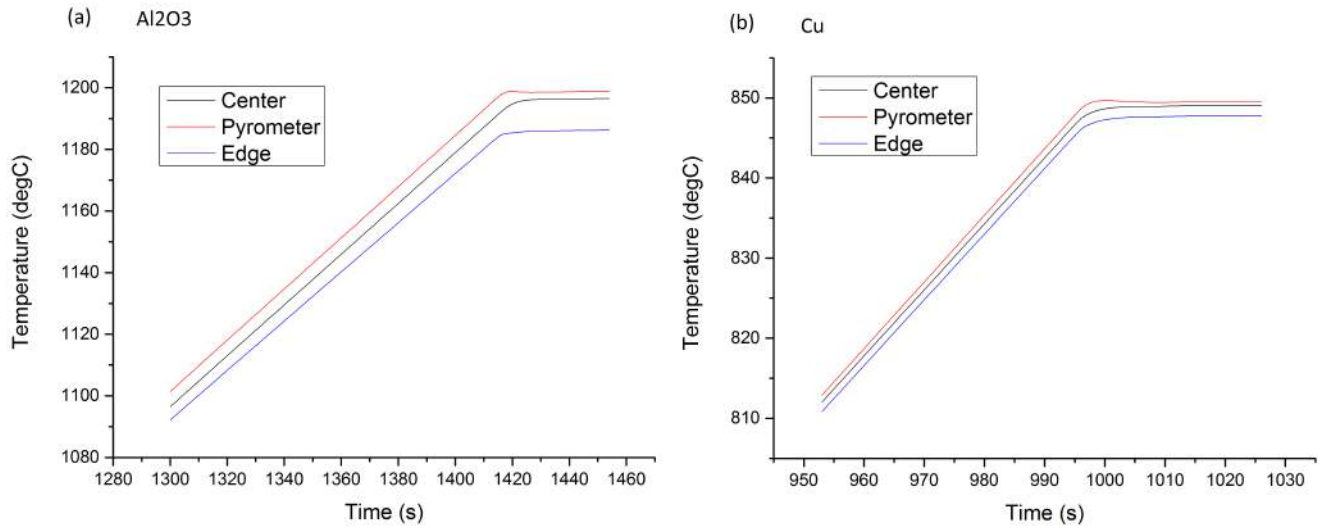 (a) Al2O3
Temperature (degC)
1200
1180
1160
1140
1120
1100
1080
Center
Pyrometer
Edge
1280 1300 1320 1340 1360 1380 1400 1420 1440 1460
Time (s)
(b) Cu
Temperature (degC)
850
840
830
820
810
Center
Pyrometer
Edge
950 960 970 980 990 1000 1010 1020 1030
Time (s)